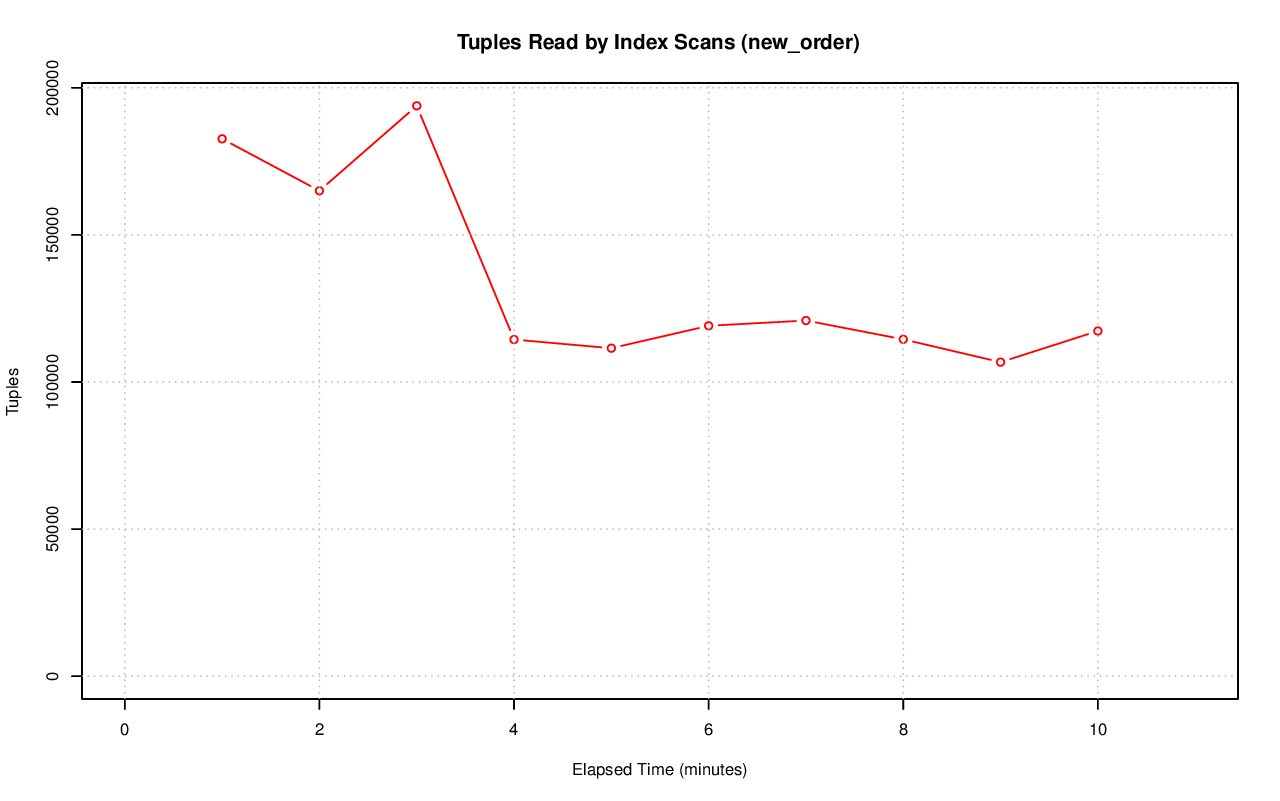 Tuples Read by Index Scans (new_order)
Tuples
200000
150000
100000
50000
0
0 2 4 6 8 10
Elapsed Time (minutes)